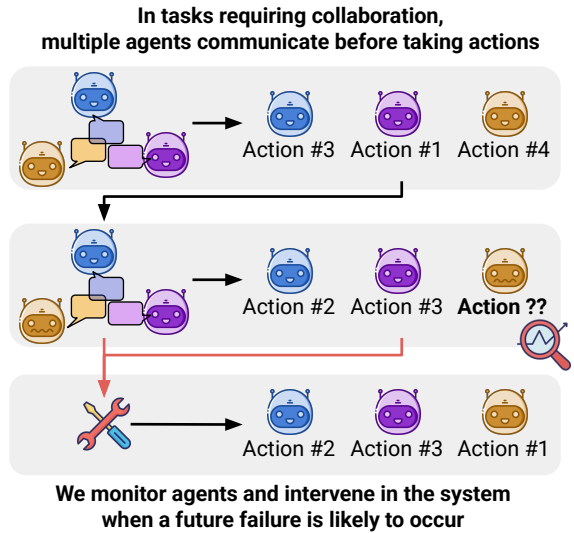 In tasks requiring collaboration,
multiple agents communicate before taking actions
Action #3 Action #1 Action #4
Action #2 Action #3 Action ??
Action #2 Action #3 Action #1
We monitor agents and intervene in the system
when a future failure is likely to occur